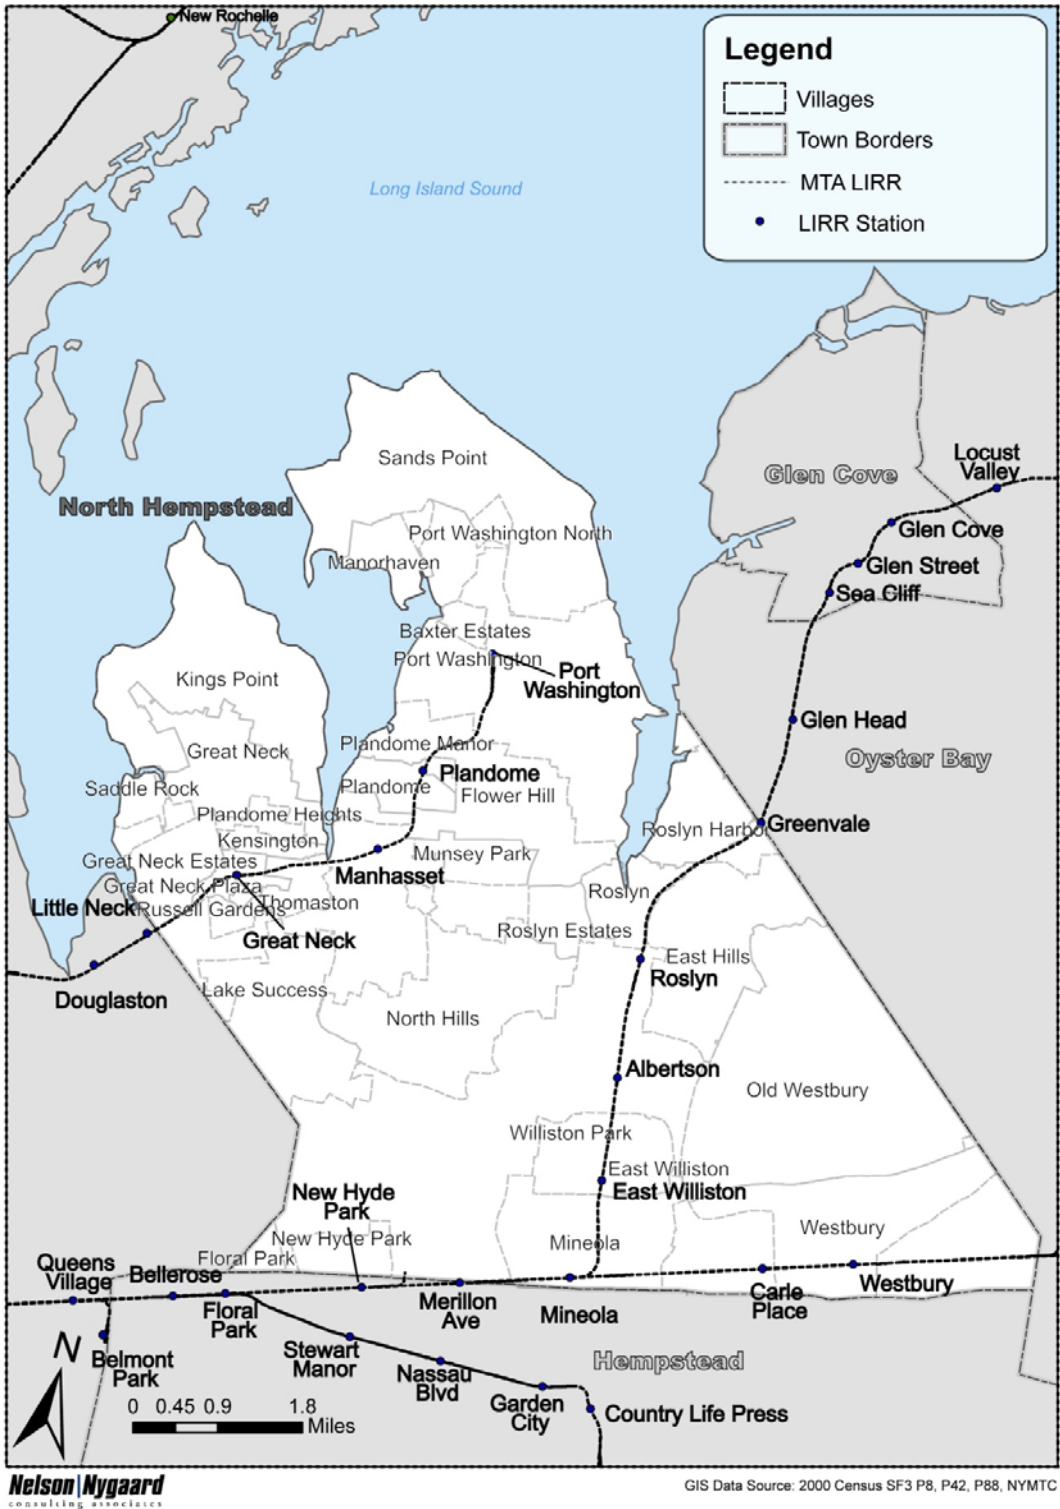 New Rochelle
Legend
Villages
Town Borders
MTA LIRR
LIRR Station
Long Island Sound
Sands Point
Glen Cove
Locust
Valley
North Hempstead
Port Washington North
Glen Cove
Manorhaven
Glen Street
Sea Cliff
Baxter Estates
Port Washington
Port
Washington
Kings Point
Glen Head
Great Neck
Plandome Manor
Oyster Bay
Plandome
Saddle Rock
Plandome
Flower Hill
Plandome Heights
Roslyn Harbor
Greenvale
Kensington
Great Neck Estates
Munsey Park
Manhasset
Great Neck Plaza
Roslyn
Little Neck
Russell Gardens
Thomaston
Roslyn Estates
Great Neck
East Hills
Roslyn
Lake Success
Douglaston
North Hills
Albertson
Old Westbury
Williston Park
East Williston
East Williston
New Hyde
Park
Westbury
New Hyde Park
Mineola
Floral Park
Queens
Village
Bellerose
Westbury
Carle
Place
Merillon
Ave
Mineola
Floral
Park
Stewart
Manor
Hempstead
N
Belmont
Park
Nassau
Blvd
Garden
City
Country Life Press
0 0.45 0.9 1.8
Miles
Nelson|Nygaard
consulting associates
GIS Data Source: 2000 Census SF3 P8, P42, P88, NYMTC